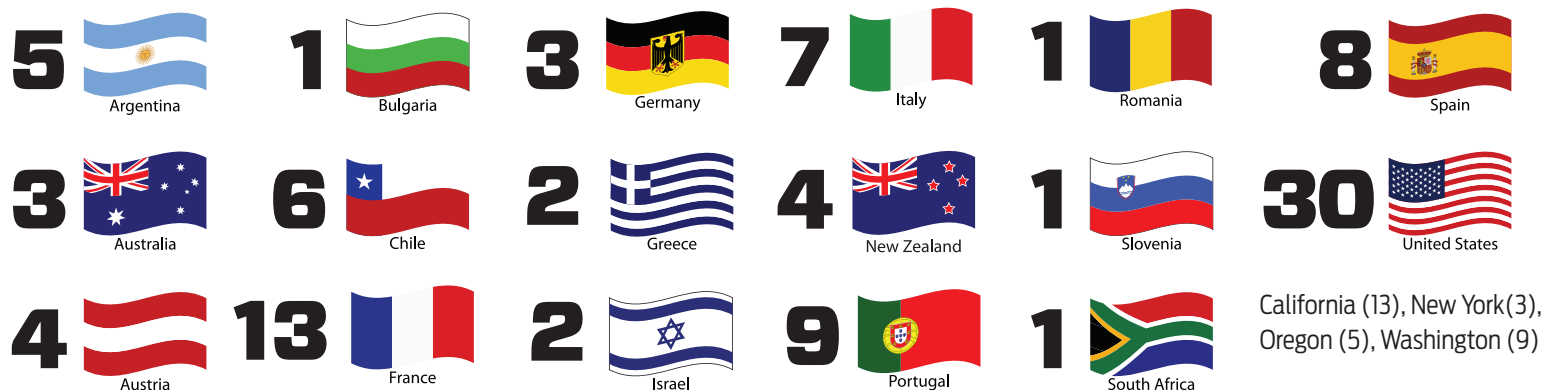 5 Argentina
1 Bulgaria
3 Germany
7 Italy
1 Romania
8 Spain
3 Australia
6 Chile
2 Greece
4 New Zealand
1 Slovenia
30 United States
4 Austria
13 France
2 Israel
9 Portugal
1 South Africa
California (13), New York(3),
Oregon (5), Washington (9)